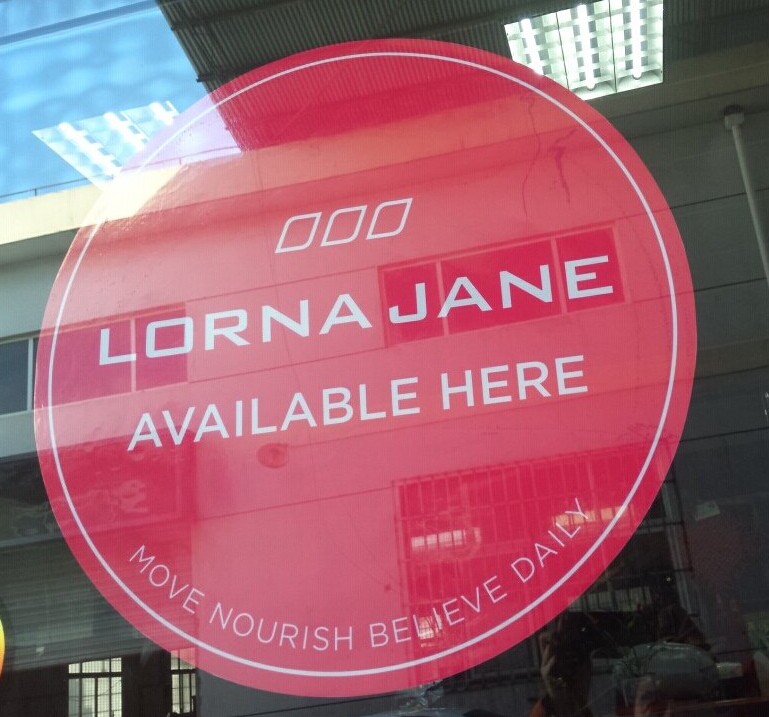 LORNA JANE
AVAILABLE HERE
MOVE NOURISH BELIEVE DAILY